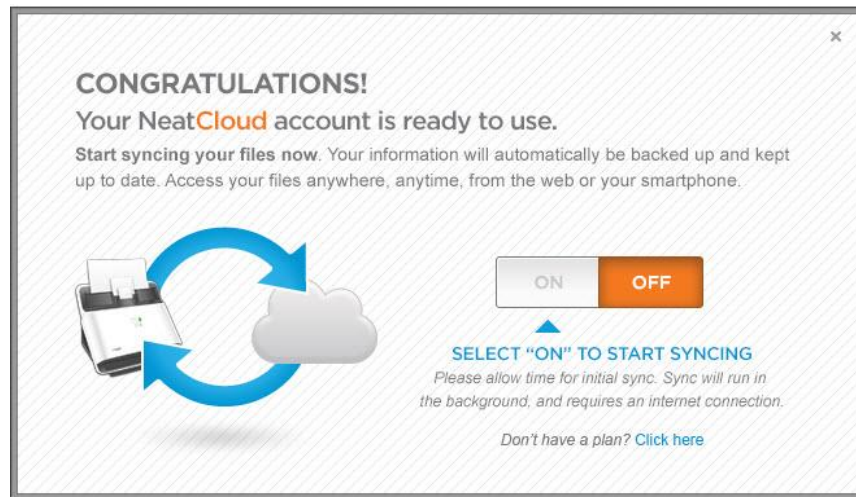 ×
CONGRATULATIONS!
Your NeatCloud account is ready to use.
Start syncing your files now. Your information will automatically be backed up and kept
up to date. Access your files anywhere, anytime, from the web or your smartphone.
ON OFF
SELECT “ON” TO START SYNCING
Please allow time for initial sync. Sync will run in
the background, and requires an internet connection.
Don't have a plan? Click here